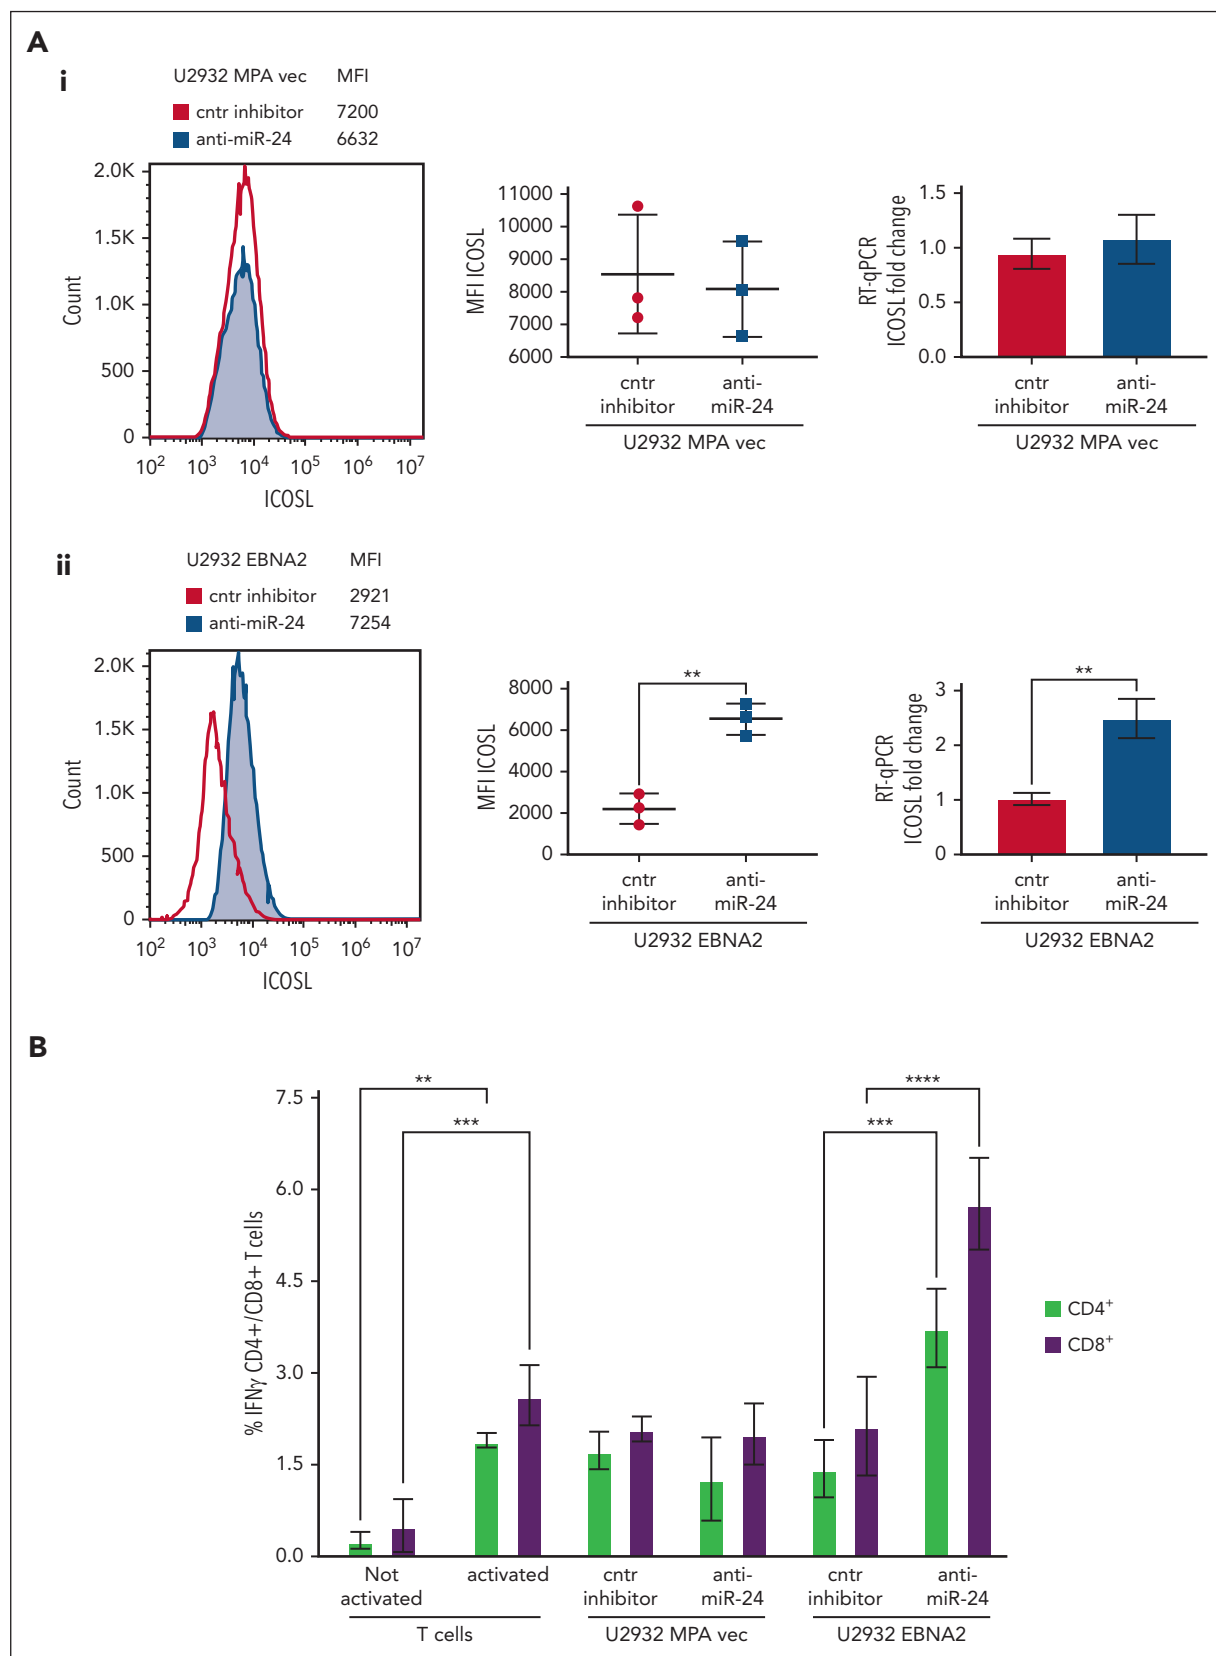 A
i
U2932 MPA vec MFI
cntr inhibitor 7200
anti-miR-24 6632
2.0K
1.5K
1.0K
500
0
Count
10² 10³ 10⁴ 10⁵ 10⁶ 10⁷
ICOSL
11000
10000
9000
8000
7000
6000
MFI ICOSL
cntr inhibitor
anti-miR-24
U2932 MPA vec
1.5
1.0
0.5
0.0
RT-qPCR
ICOSL fold change
cntr inhibitor
anti-miR-24
U2932 MPA vec
ii
U2932 EBNA2 MFI
cntr inhibitor 2921
anti-miR-24 7254
2.0K
1.5K
1.0K
500
0
Count
10² 10³ 10⁴ 10⁵ 10⁶ 10⁷
ICOSL
**
8000
6000
4000
2000
0
MFI ICOSL
cntr inhibitor
anti-miR-24
U2932 EBNA2
**
3
2
1
0
RT-qPCR
ICOSL fold change
cntr inhibitor
anti-miR-24
U2932 EBNA2
B
** ****
*** ***
7.5
6.0
4.5
3.0
1.5
0.0
% IFNγ CD4+/CD8+ T cells
CD4⁺
CD8⁺
Not activated
activated
cntr inhibitor
anti-miR-24
cntr inhibitor
anti-miR-24
T cells
U2932 MPA vec
U2932 EBNA2